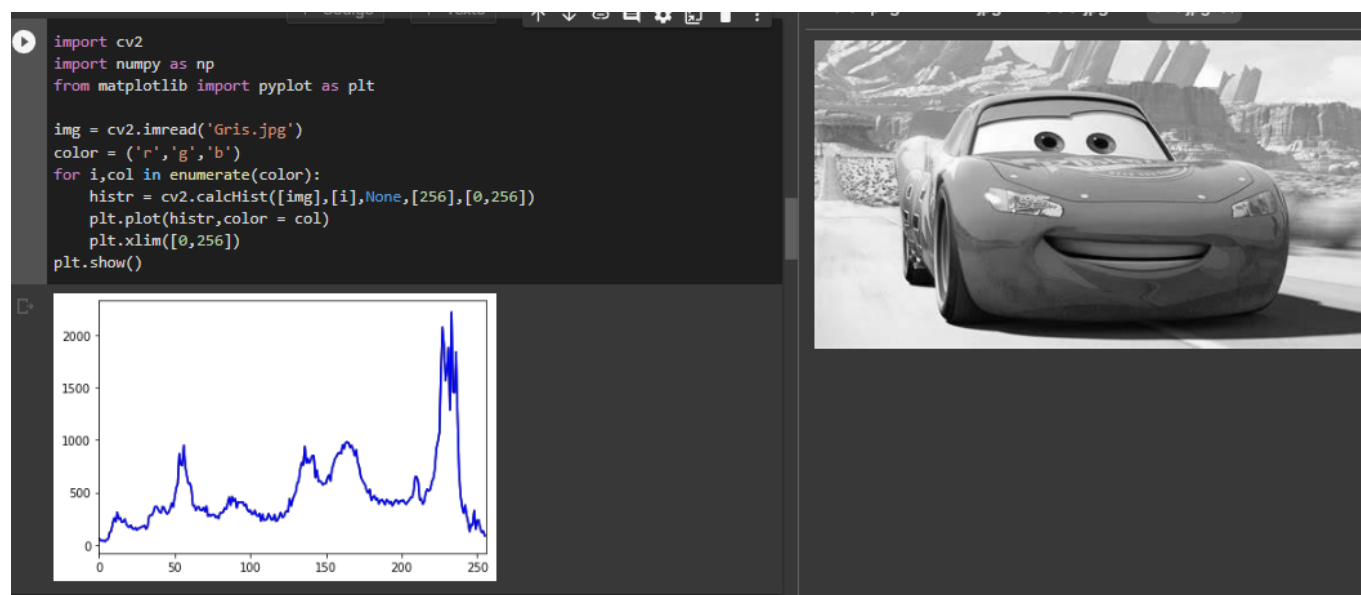 import cv2
import numpy as np
from matplotlib import pyplot as plt
img = cv2.imread('Gris.jpg')
color = ('r','g','b')
for i,col in enumerate(color):
histr = cv2.calcHist([img],[i],None,[256],[0,256])
plt.plot(histr,color = col)
plt.xlim([0,256])
plt.show()
2000
1500
1000
500
0
0 50 100 150 200 250